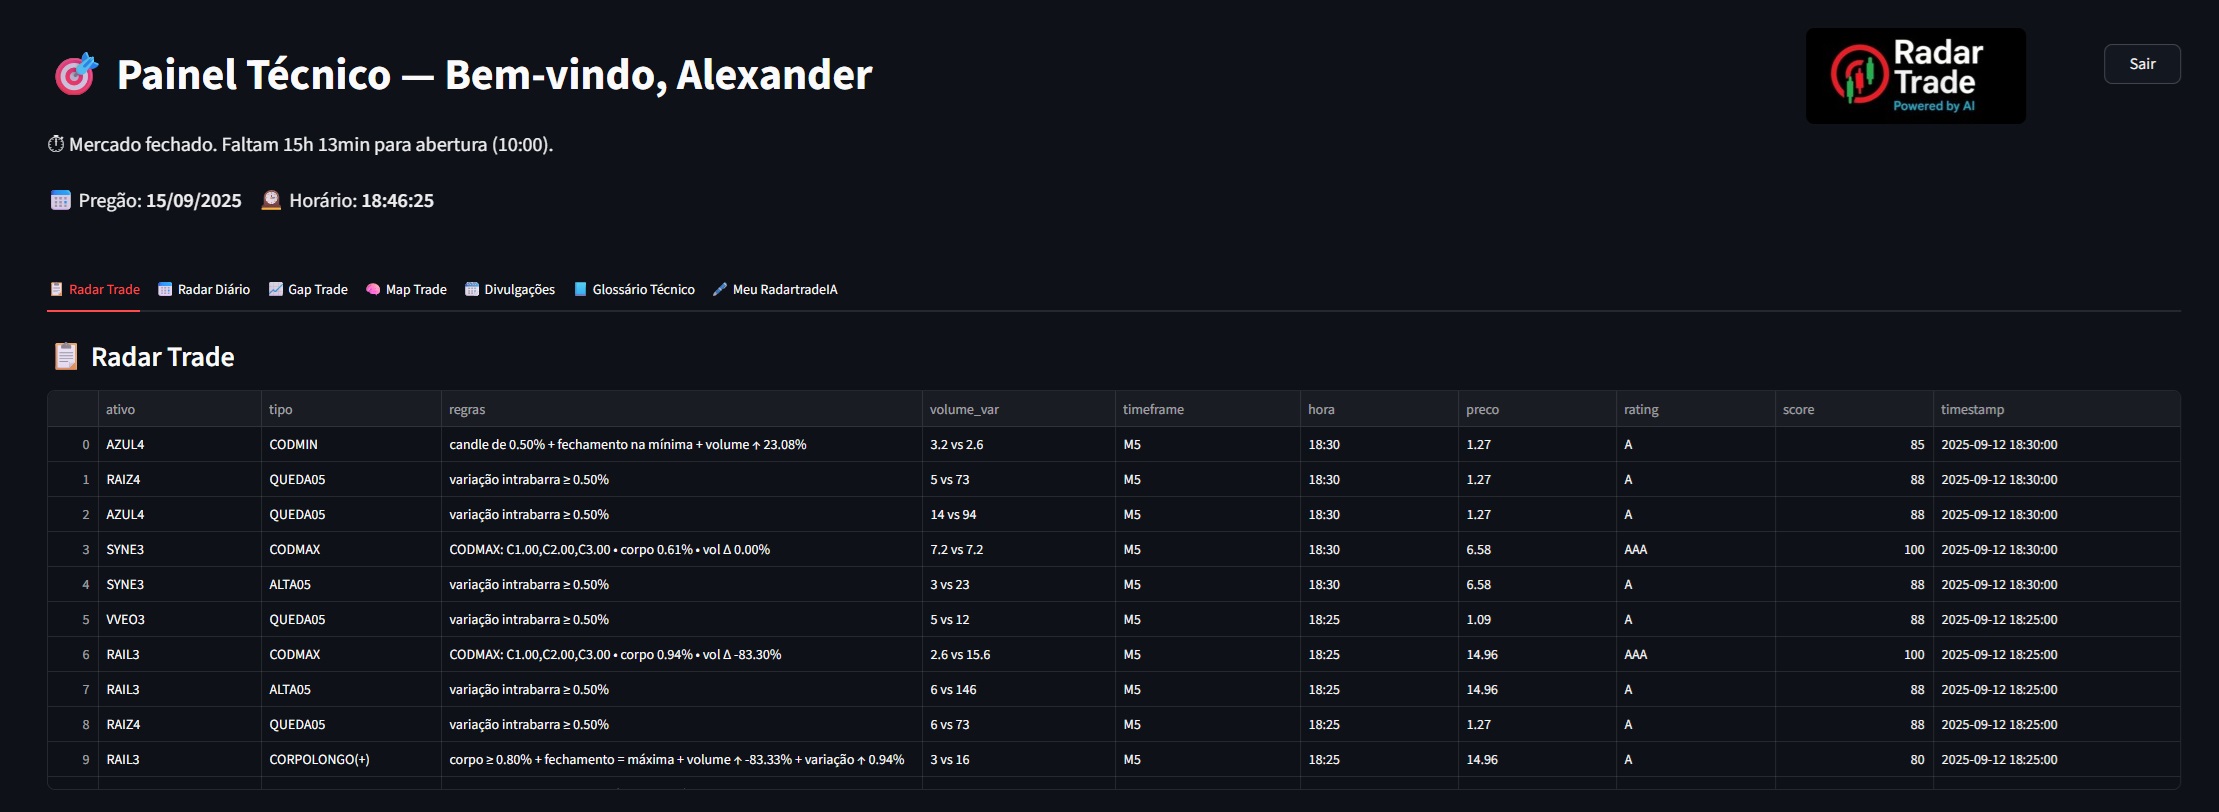 Painel Técnico — Bem-vindo, Alexander
Radar
Trade
Powered by AI
Sair
Mercado fechado. Faltam 15h 13min para abertura (10:00).
Pregão: 15/09/2025 Horário: 18:46:25
Radar Trade Radar Diário Gap Trade Map Trade Divulgações Glossário Técnico Meu RadartradeIA
Radar Trade
ativo tipo regras volume_var timeframe hora preco rating score timestamp
0 AZUL4 CODMIN candle de 0.50% + fechamento na mínima + volume ↑ 23.08% 3.2 vs 2.6 M5 18:30 1.27 A 85 2025-09-12 18:30:00
1 RAIZ4 QUEDA05 variação intrabarra ≥ 0.50% 5 vs 73 M5 18:30 1.27 A 88 2025-09-12 18:30:00
2 AZUL4 QUEDA05 variação intrabarra ≥ 0.50% 14 vs 94 M5 18:30 1.27 A 88 2025-09-12 18:30:00
3 SYNE3 CODMAX CODMAX: C1.00,C2.00,C3.00 • corpo 0.61% • vol Δ 0.00% 7.2 vs 7.2 M5 18:30 6.58 AAA 100 2025-09-12 18:30:00
4 SYNE3 ALTA05 variação intrabarra ≥ 0.50% 3 vs 23 M5 18:30 6.58 A 88 2025-09-12 18:30:00
5 VVEO3 QUEDA05 variação intrabarra ≥ 0.50% 5 vs 12 M5 18:25 1.09 A 88 2025-09-12 18:25:00
6 RAIL3 CODMAX CODMAX: C1.00,C2.00,C3.00 • corpo 0.94% • vol Δ -83.30% 2.6 vs 15.6 M5 18:25 14.96 AAA 100 2025-09-12 18:25:00
7 RAIL3 ALTA05 variação intrabarra ≥ 0.50% 6 vs 146 M5 18:25 14.96 A 88 2025-09-12 18:25:00
8 RAIZ4 QUEDA05 variação intrabarra ≥ 0.50% 6 vs 73 M5 18:25 1.27 A 88 2025-09-12 18:25:00
9 RAIL3 CORPOLONGO(+) corpo ≥ 0.80% + fechamento = máxima + volume ↑ -83.33% + variação ↑ 0.94% 3 vs 16 M5 18:25 14.96 A 80 2025-09-12 18:25:00